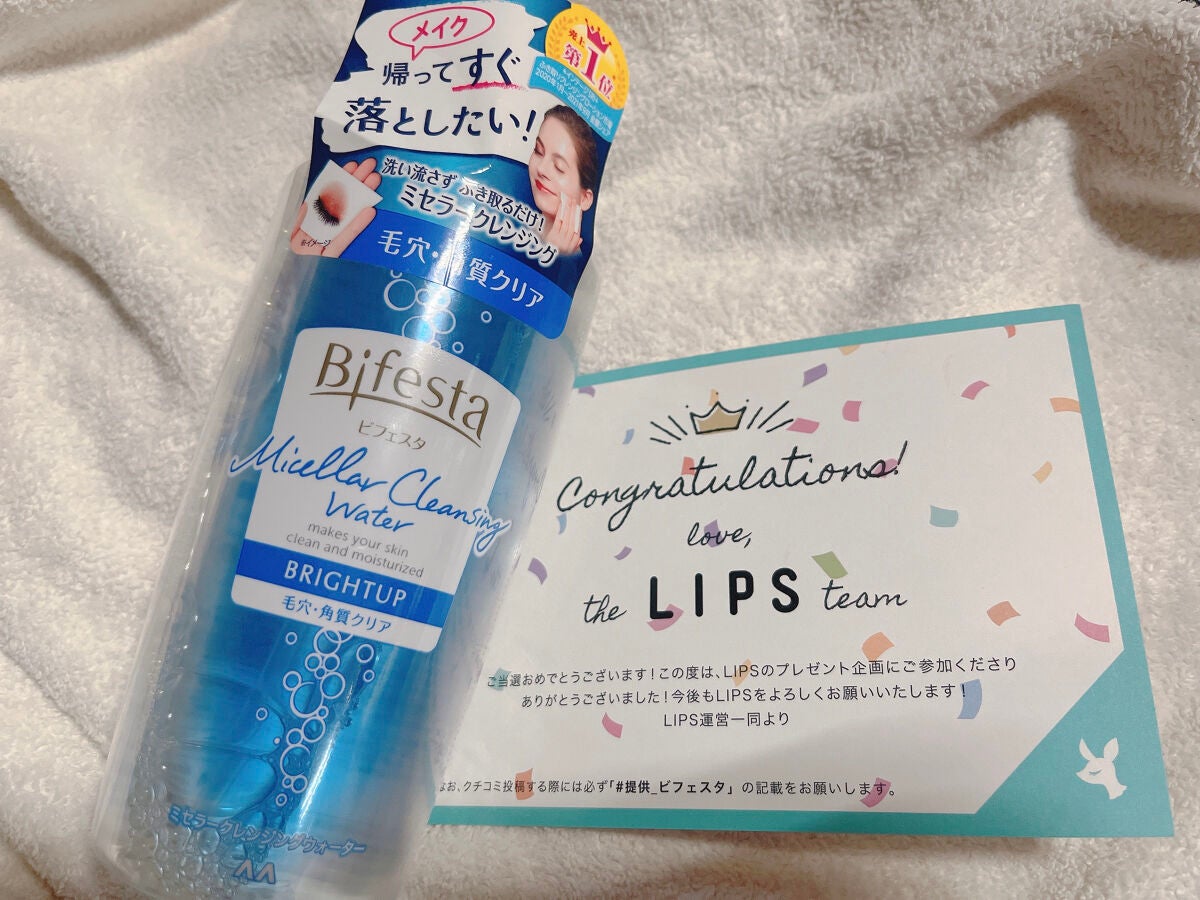 メイク
帰ってすぐ
落としたい!
売上
第1位
洗い流さず ふき取るだけ!
ミセラークレンジング
※イメージ
毛穴・角質クリア
Bifesta
ビフェスタ
Micellar Cleansing
Water
makes your skin
clean and moisturized
BRIGHTUP
毛穴・角質クリア
ミセラークレンジングウォーター
Congratulations!
love,
the LIPS team
ご当選おめでとうございます!この度は、LIPSのプレゼント企画にご参加くださり
ありがとうございました!今後もLIPSをよろしくお願いいたします!
LIPS運営一同より
なお、クチコミ投稿する際には必ず「#提供_ビフェスタ」の記載をお願いします。